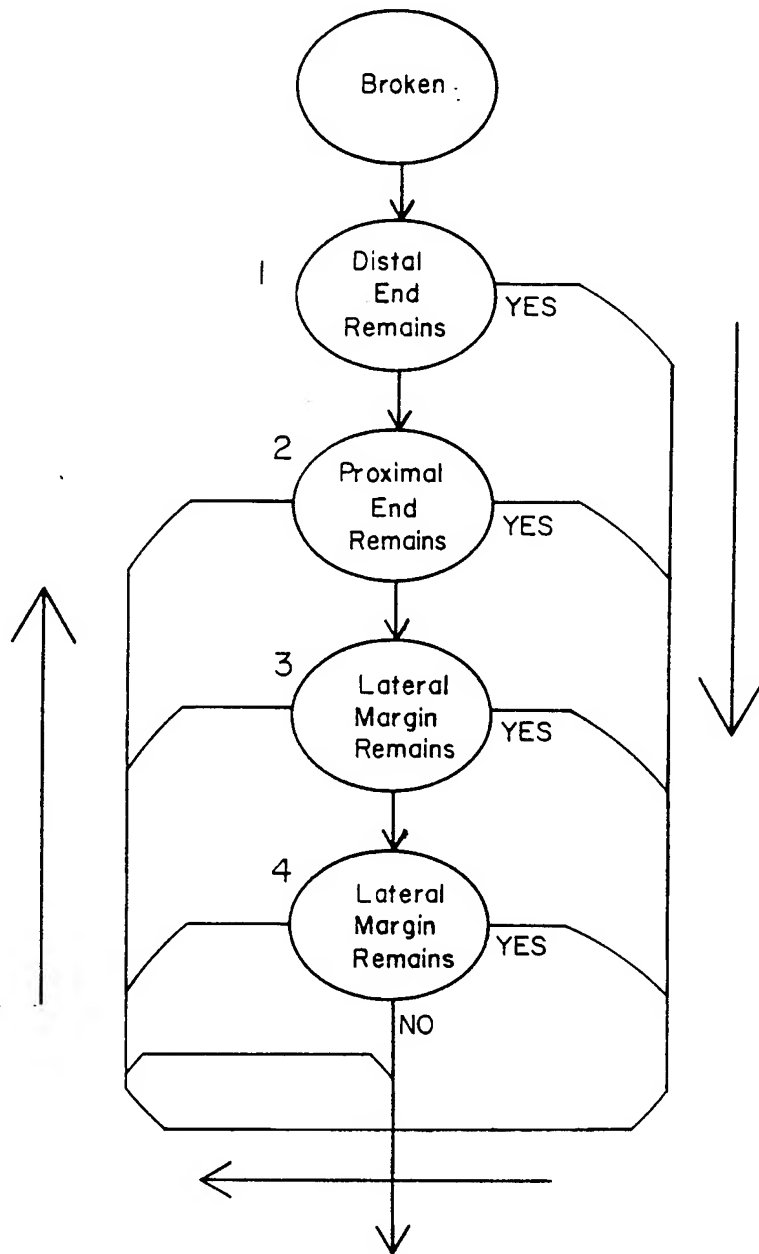 Broken
1
Distal
End
Remains
YES
2
Proximal
End
Remains
YES
3
Lateral
Margin
Remains
YES
4
Lateral
Margin
Remains
YES
NO